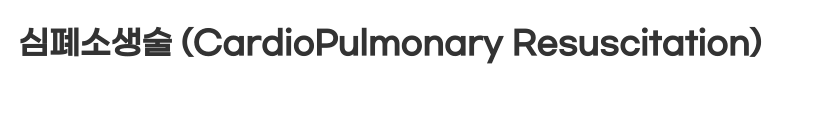 심폐소생술 (CardioPulmonary Resuscitation)